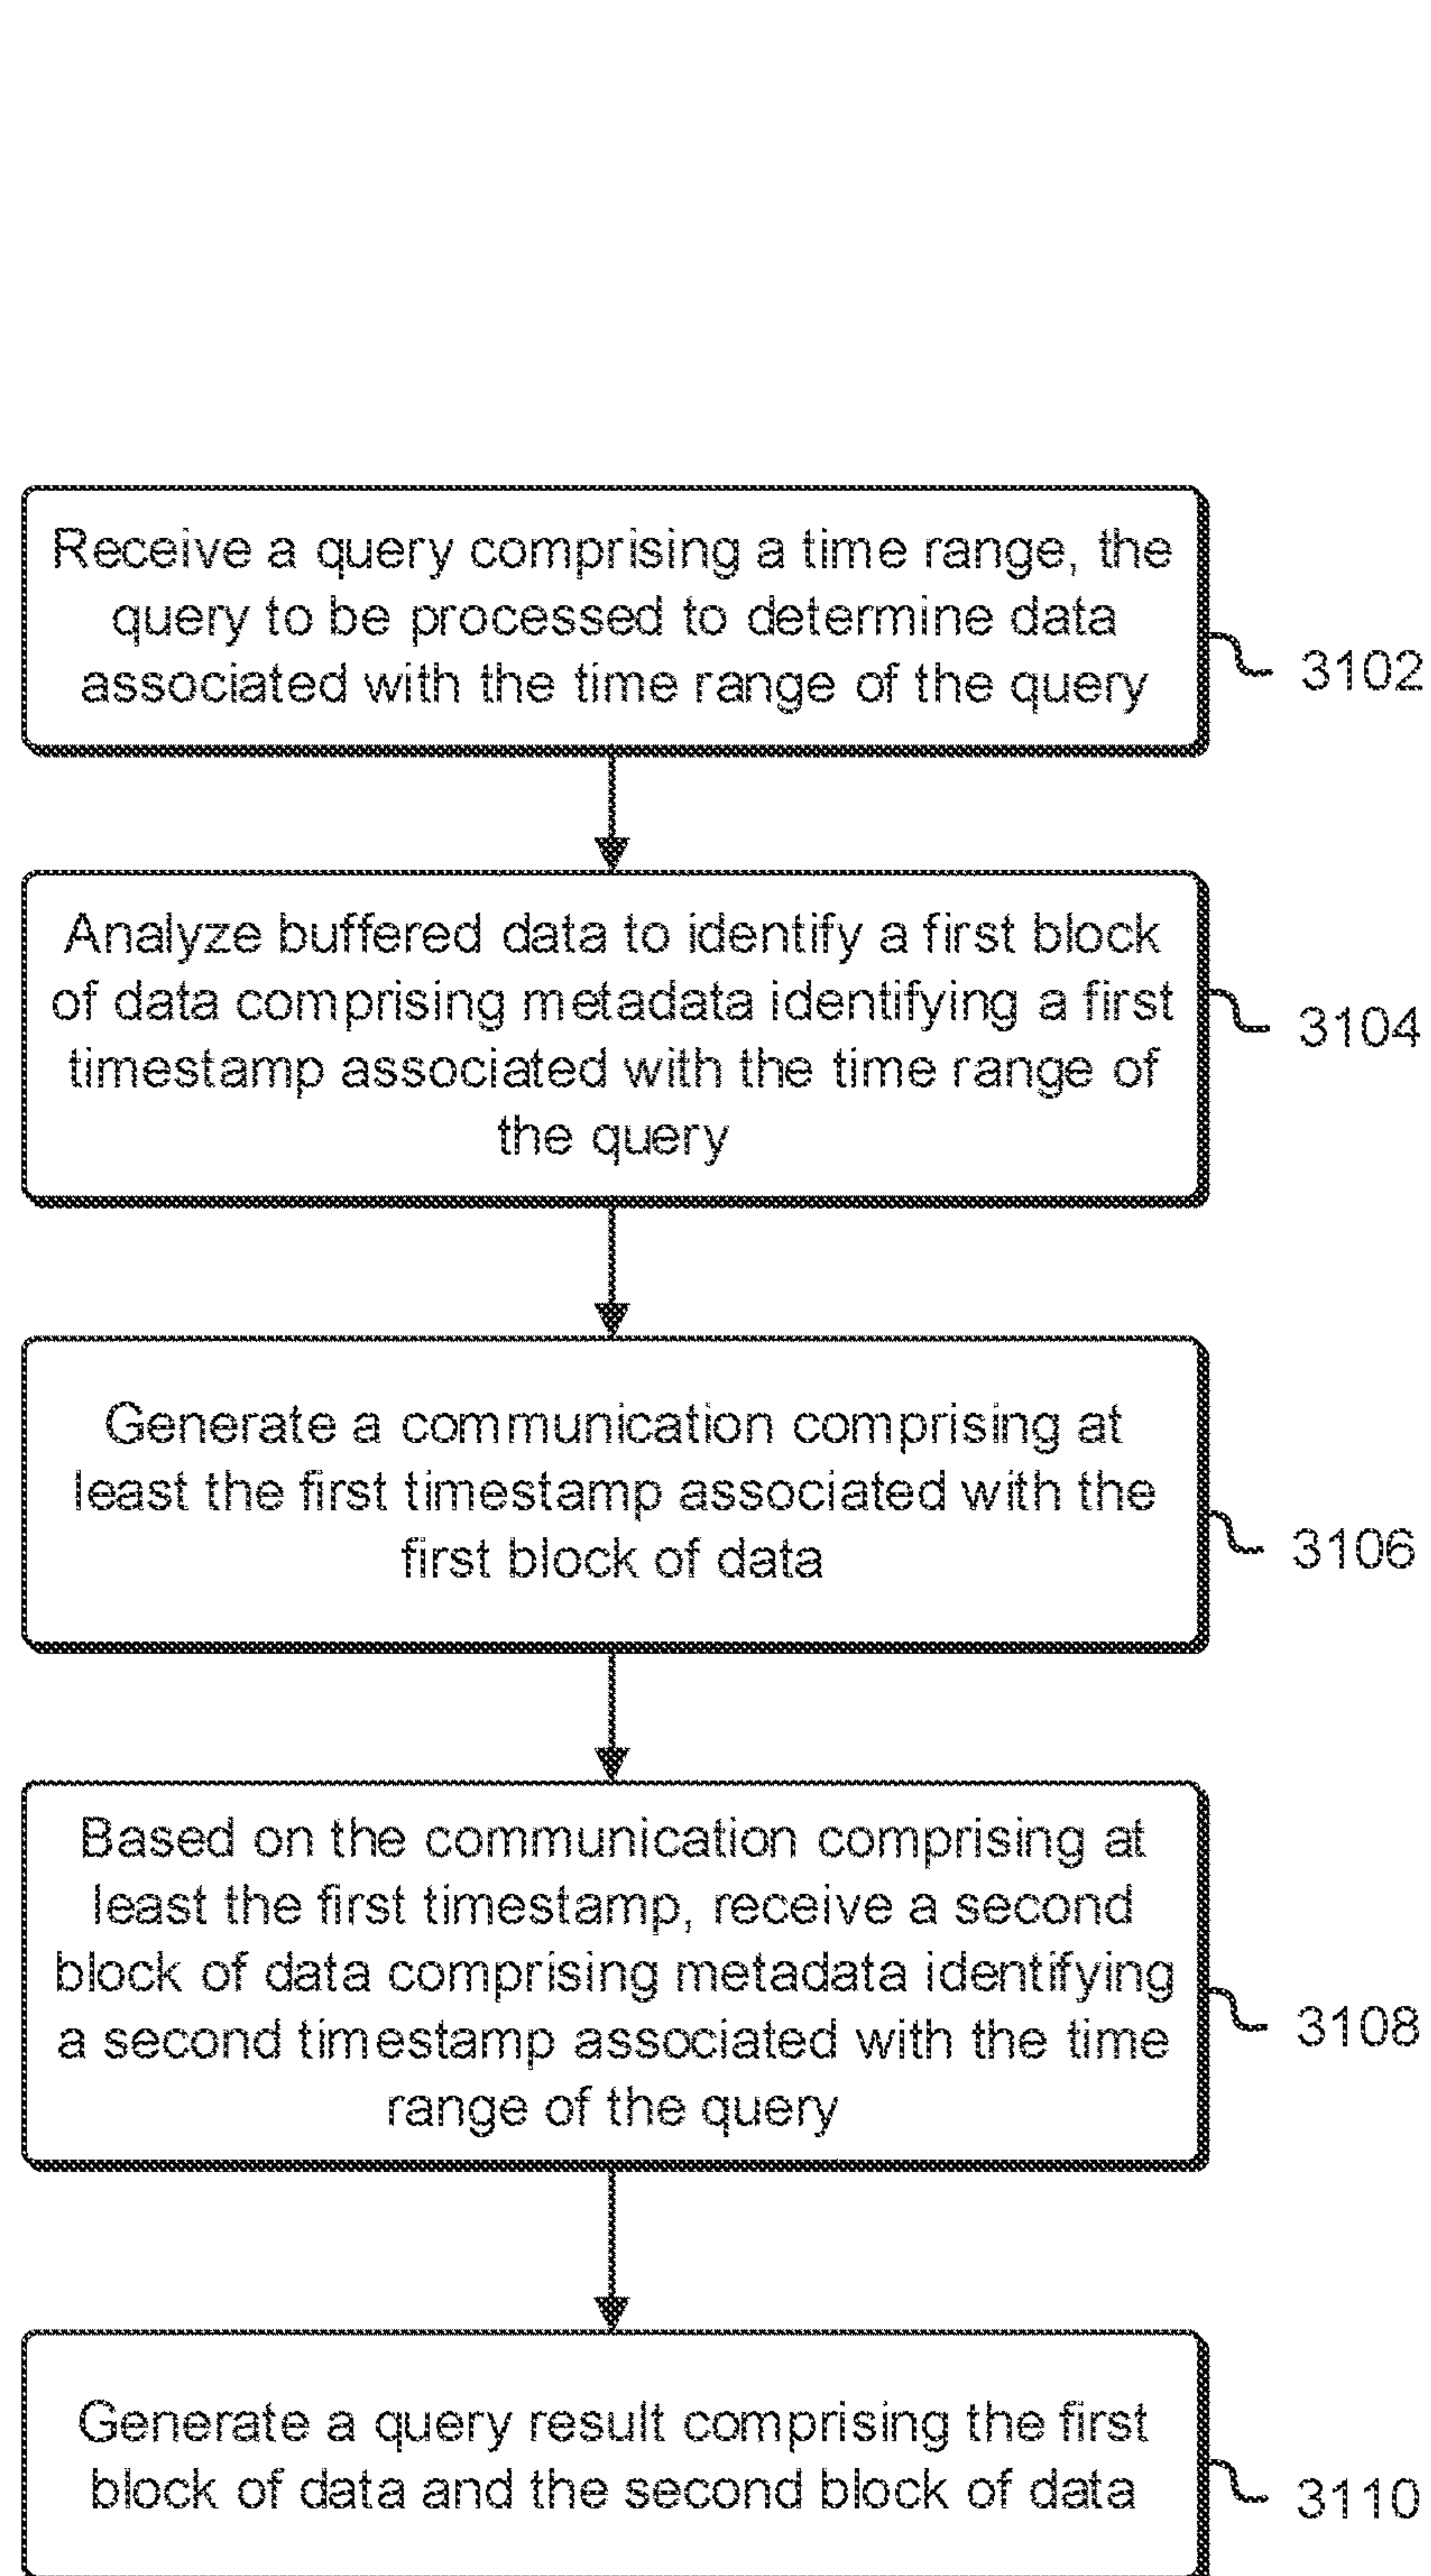 Receive a query comprising a time range, the
query to be processed to determine data
associated with the time range of the query
3102
Analyze buffered data to identify a first block
of data comprising metadata identifying a first
timestamp associated with the time range of
the query
3104
Generate a communication comprising at
least the first timestamp associated with the
first block of data
3106
Based on the communication comprising at
least the first timestamp, receive a second
block of data comprising metadata identifying
a second timestamp associated with the time
range of the query
3108
Generate a query result comprising the first
block of data and the second block of data
3110